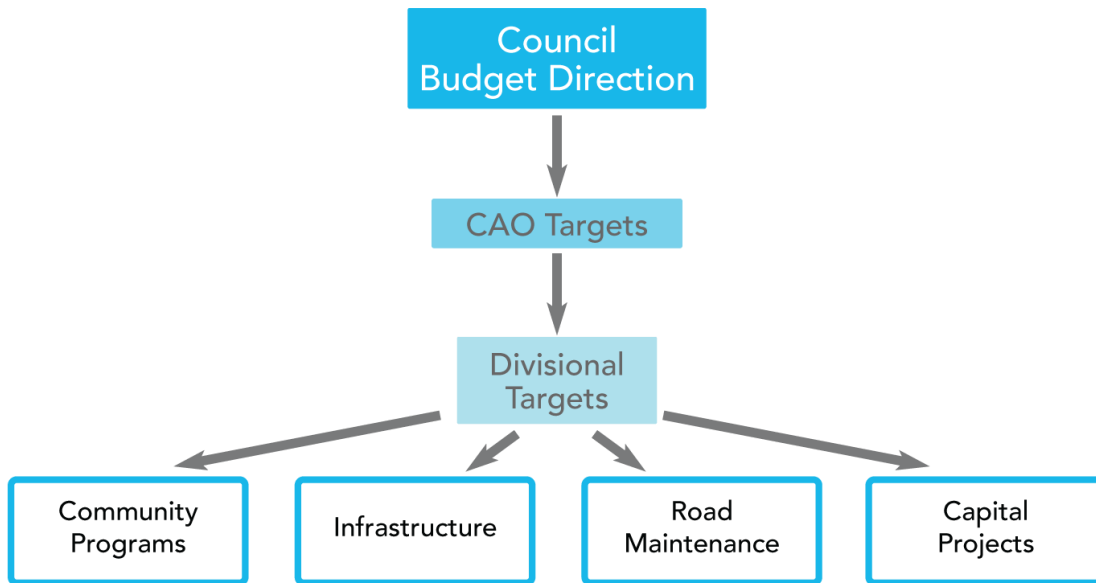 Council
Budget Direction
CAO Targets
Divisional
Targets
Community
Programs
Infrastructure
Road
Maintenance
Capital
Projects